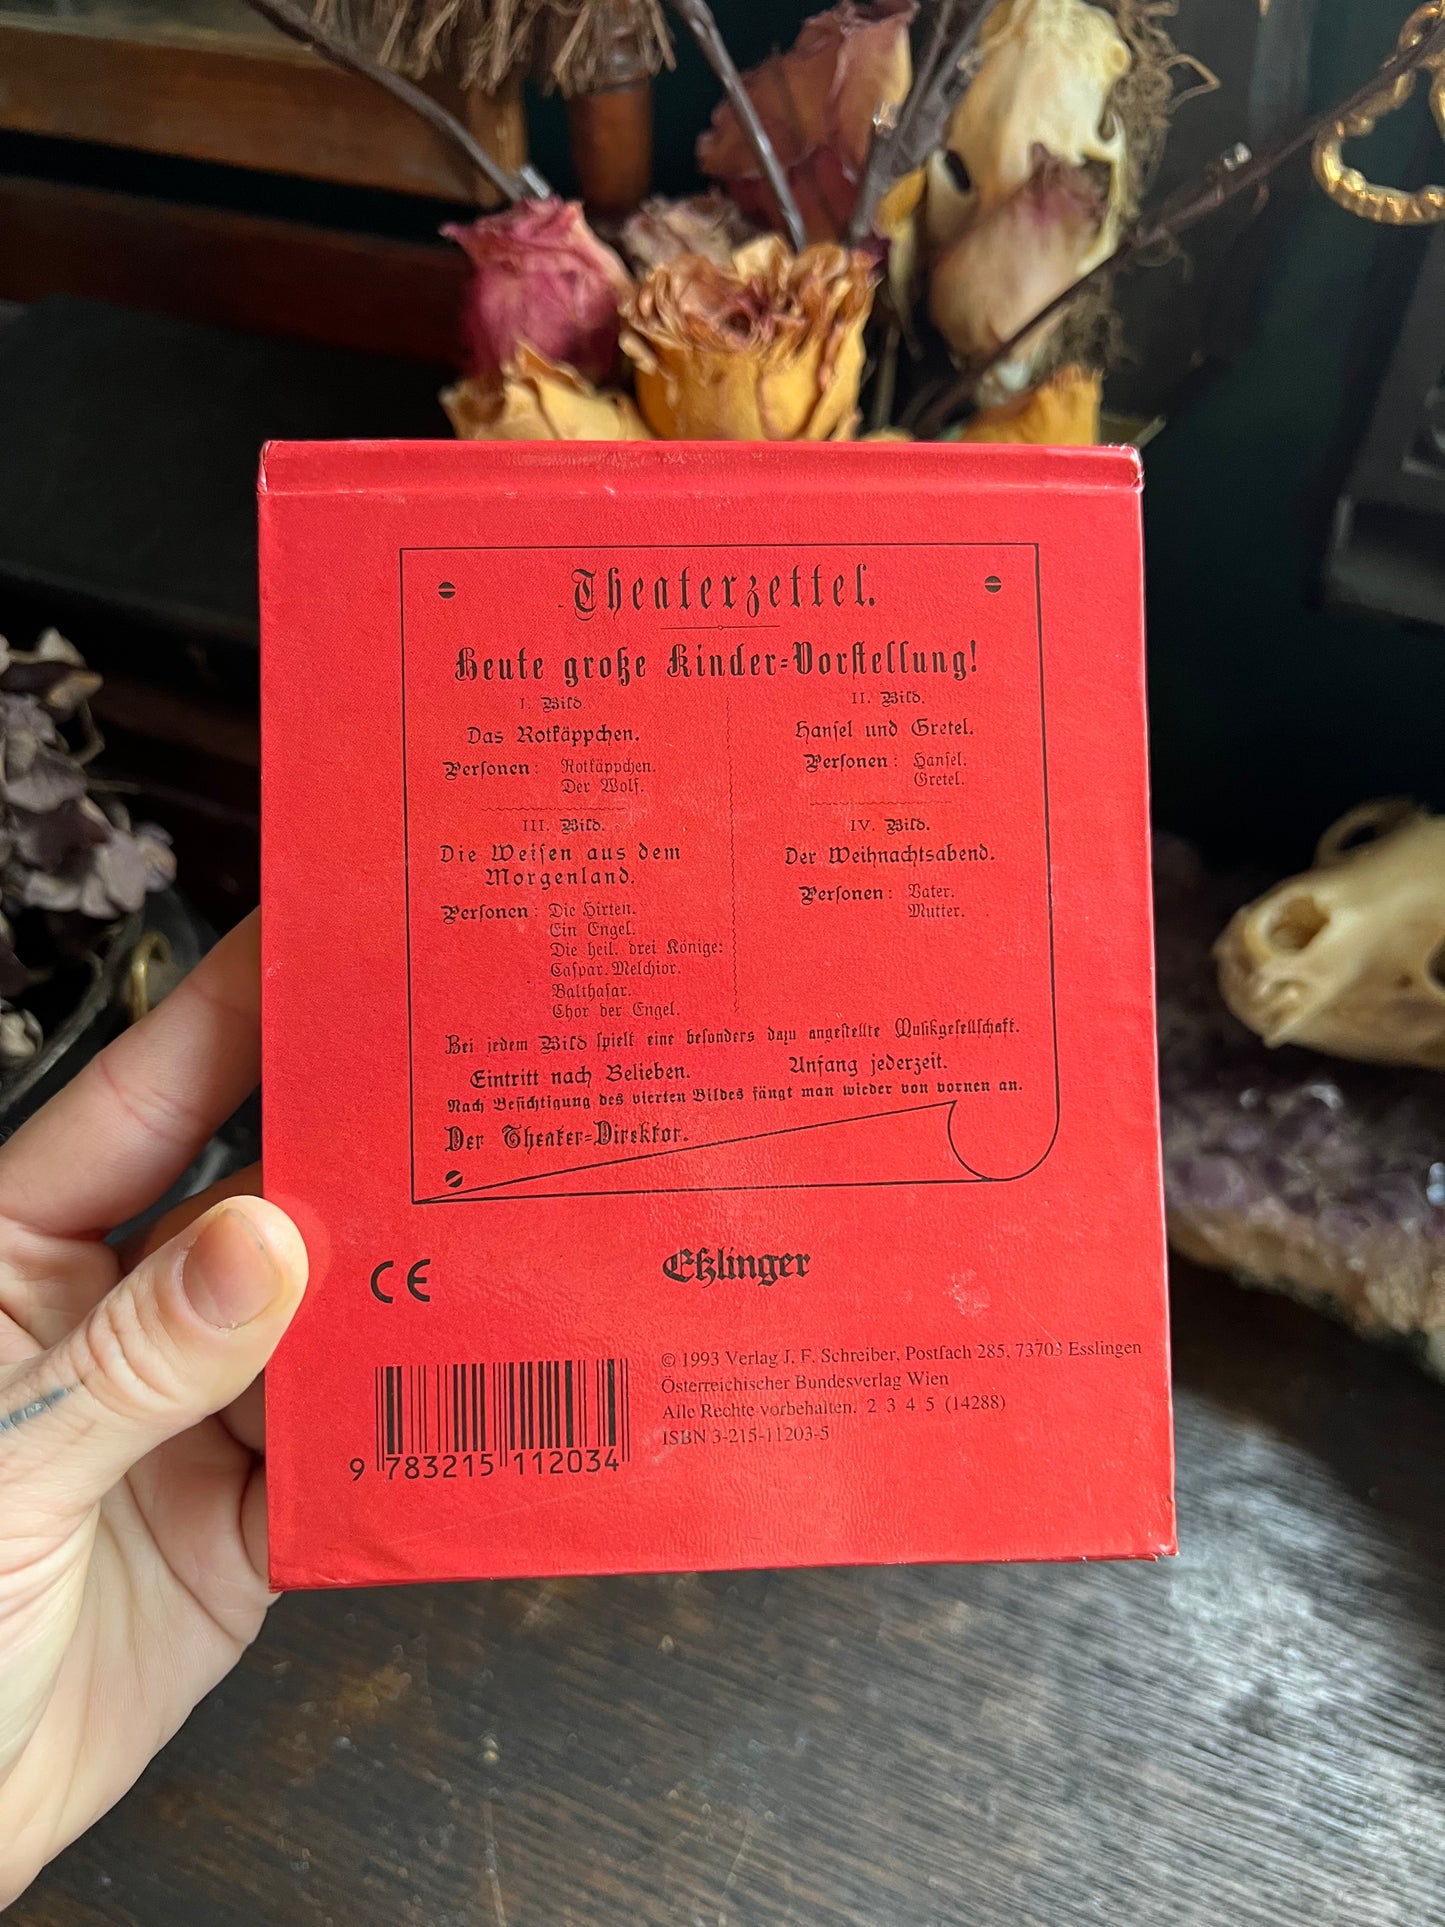 Theaterzettel.
Heute große Kinder=Vorstellung!
I. Bild.
Das Rotkäppchen.
Personen: Rotkäppchen.
Der Wolf.
II. Bild.
Hansel und Gretel.
Personen: Hansel.
Gretel.
III. Bild.
Die Weisen aus dem
Morgenland.
Personen: Die Hirten.
Ein Engel.
Die heil. drei Könige:
Caspar. Melchior.
Balthasar.
Chor der Engel.
IV. Bild.
Der Weihnachtsabend.
Personen: Vater.
Mutter.
Bei jedem Bild spielt eine besonders dazu angestellte Musikgesellschaft.
Eintritt nach Belieben. Anfang jederzeit.
Nach Besichtigung des vierten Bildes fängt man wieder von vornen an.
Der Theater=Direktor.
Eßlinger
CE
© 1993 Verlag J. F. Schreiber, Postfach 285, 73703 Esslingen
Österreichischer Bundesverlag Wien
Alle Rechte vorbehalten. 2 3 4 5 (14288)
ISBN 3-215-11203-5
9 783215 112034